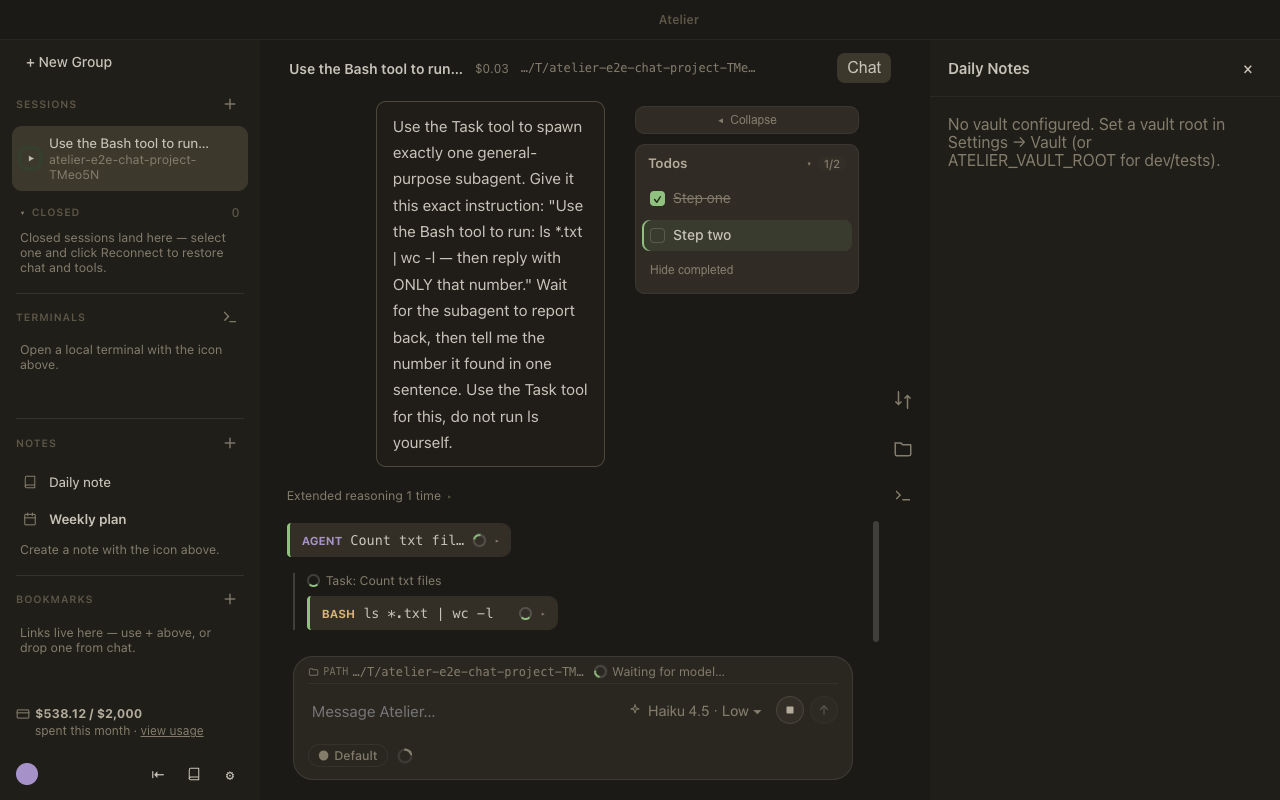 Atelier
+ New Group
SESSIONS
Use the Bash tool to run...
atelier-e2e-chat-project-
TMeo5N
CLOSED 0
Closed sessions land here — select
one and click Reconnect to restore
chat and tools.
TERMINALS
Open a local terminal with the icon
above.
NOTES
Daily note
Weekly plan
Create a note with the icon above.
BOOKMARKS
Links live here — use + above, or
drop one from chat.
$538.12 / $2,000
spent this month · view usage
Use the Bash tool to run... $0.03 …/T/atelier-e2e-chat-project-TMe…
Chat
Use the Task tool to spawn
exactly one general-
purpose subagent. Give it
this exact instruction: "Use
the Bash tool to run: ls *.txt
| wc -l — then reply with
ONLY that number." Wait
for the subagent to report
back, then tell me the
number it found in one
sentence. Use the Task tool
for this, do not run ls
yourself.
Collapse
Todos 1/2
Step one
Step two
Hide completed
Extended reasoning 1 time
AGENT Count txt fil…
Task: Count txt files
BASH ls *.txt | wc -l
PATH …/T/atelier-e2e-chat-project-TM… Waiting for model…
Message Atelier...
Haiku 4.5 · Low
Default
Daily Notes
No vault configured. Set a vault root in
Settings → Vault (or
ATELIER_VAULT_ROOT for dev/tests).